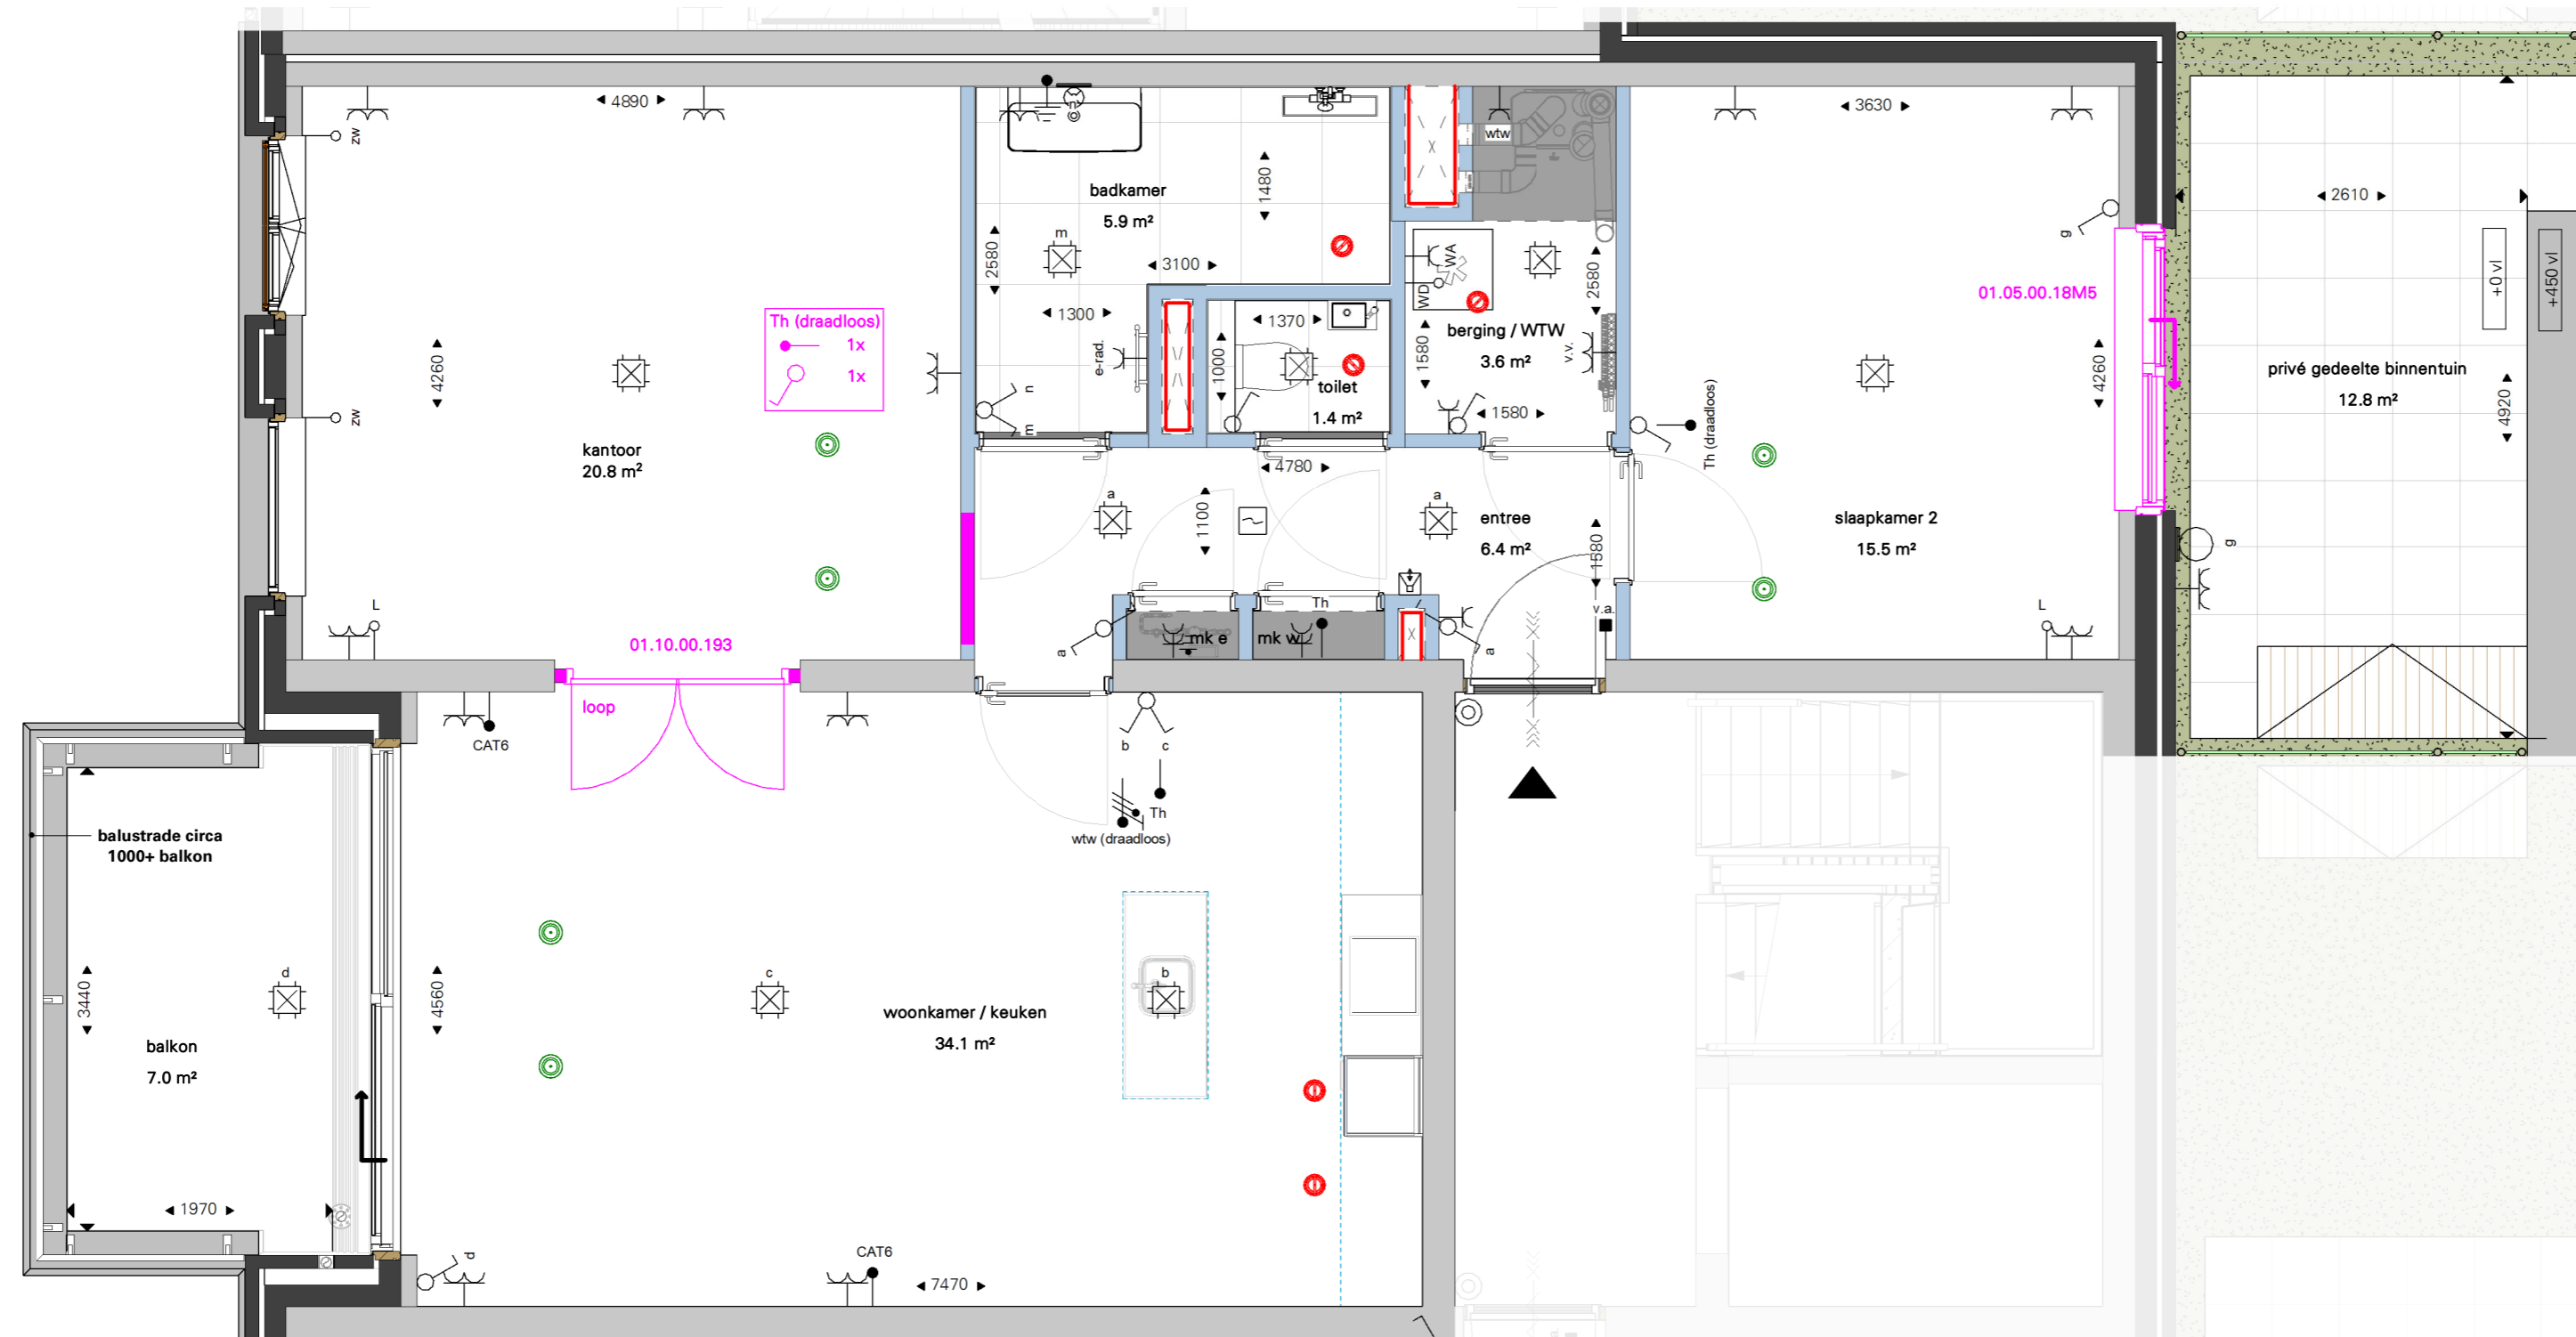 4890
zw
zw
4260
kantoor
20.8 m²
Th (draadloos)
1x
1x
L
01.10.00.193
loop
CAT6
badkamer
5.9 m²
1480
2580
m
3100
1300
e-rad.
n
m
1370
1000
toilet
1.4 m²
wtw
WA
WD
2580
berging / WTW
3.6 m²
1580
v.v.
1580
4780
a
1100
a
entree
6.4 m²
1580
v.a.
Th
mk e
mk w
a
a
3630
g
01.05.00.18M5
4260
Th (draadloos)
slaapkamer 2
15.5 m²
L
2610
+0 vl
+450 vl
privé gedeelte binnentuin
12.8 m²
4920
g
b
c
Th
wtw (draadloos)
balustrade circa
1000+ balkon
3440
d
balkon
7.0 m²
1970
4560
c
b
woonkamer / keuken
34.1 m²
d
CAT6
7470